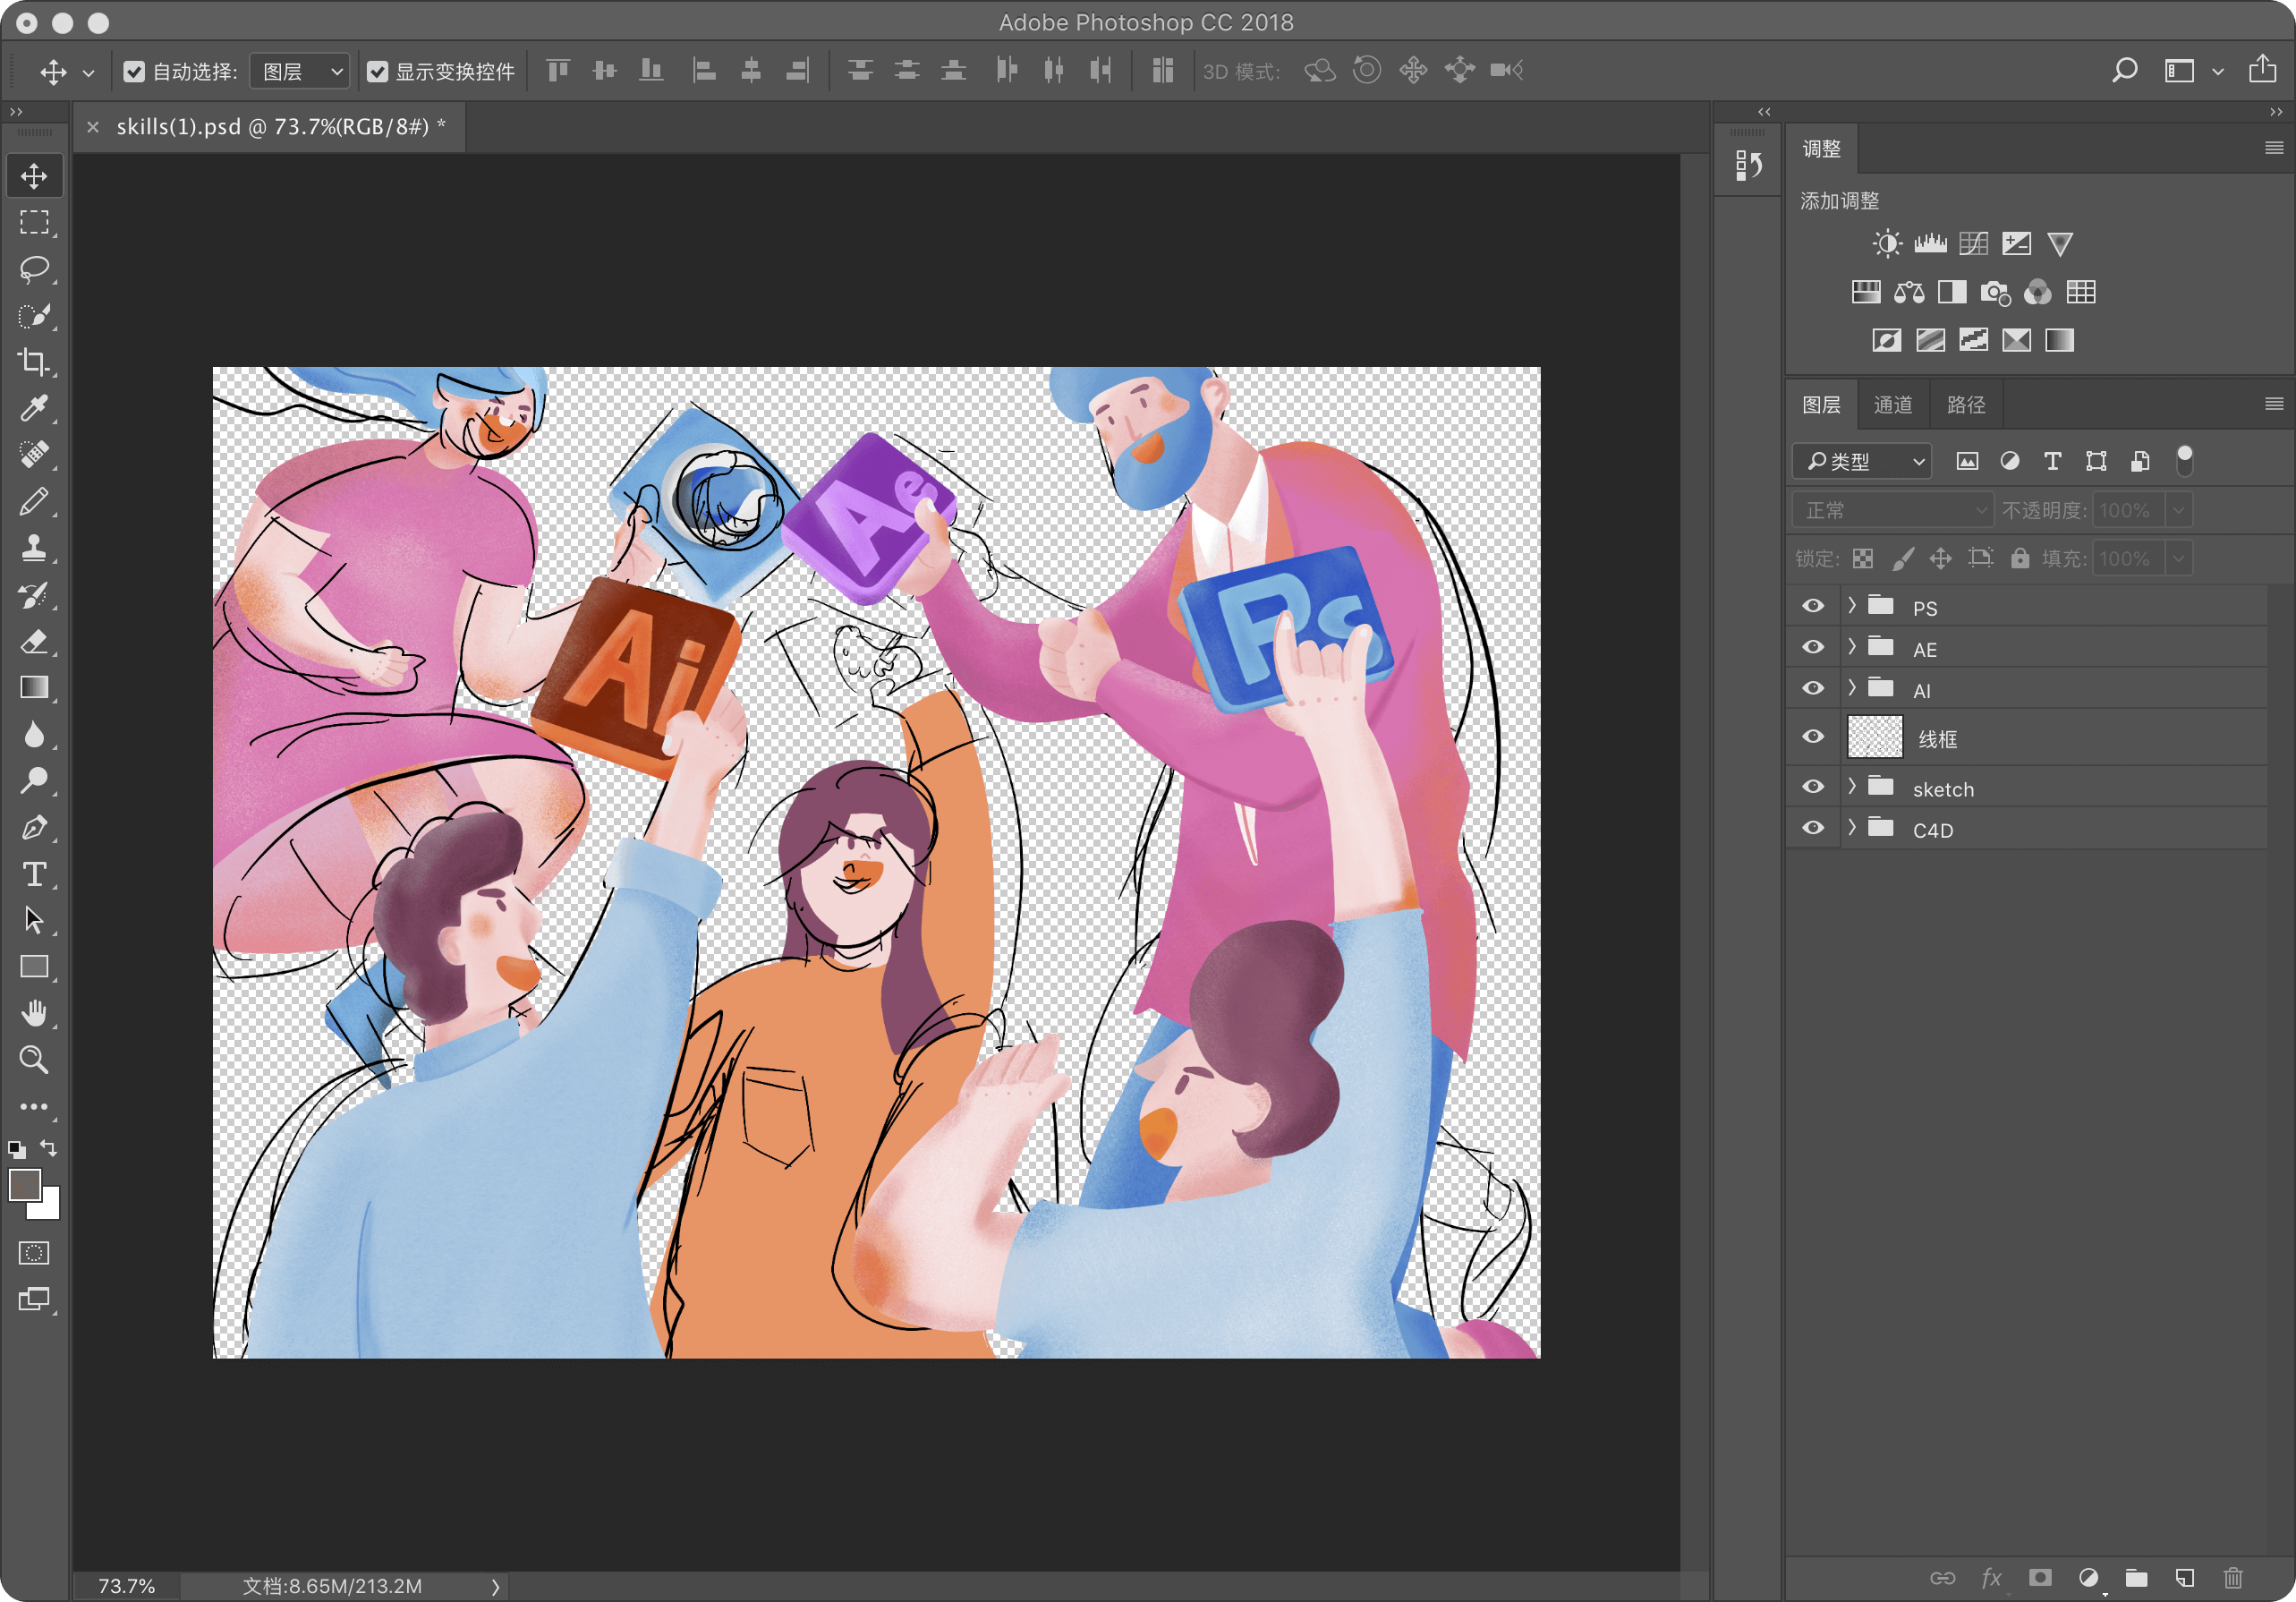 Adobe Photoshop CC 2018
自动选择: 图层 显示变换控件 3D 模式:
skills(1).psd @ 73.7%(RGB/8#) *
调整
添加调整
Ae
Ps
Ai
图层 通道 路径
类型
正常 不透明度: 100%
锁定: 填充: 100%
PS
AE
AI
线框
sketch
C4D
73.7% 文档:8.65M/213.2M
fx